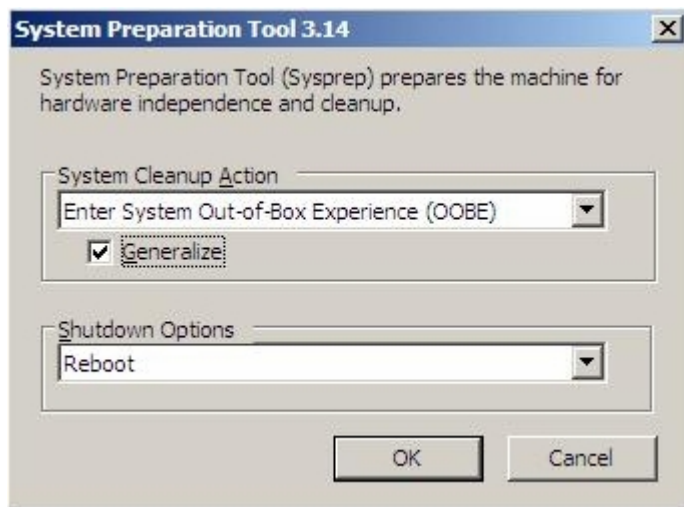 System Preparation Tool 3.14
System Preparation Tool (Sysprep) prepares the machine for
hardware independence and cleanup.
System Cleanup Action
Enter System Out-of-Box Experience (OOBE)
Generalize
Shutdown Options
Reboot
OK Cancel